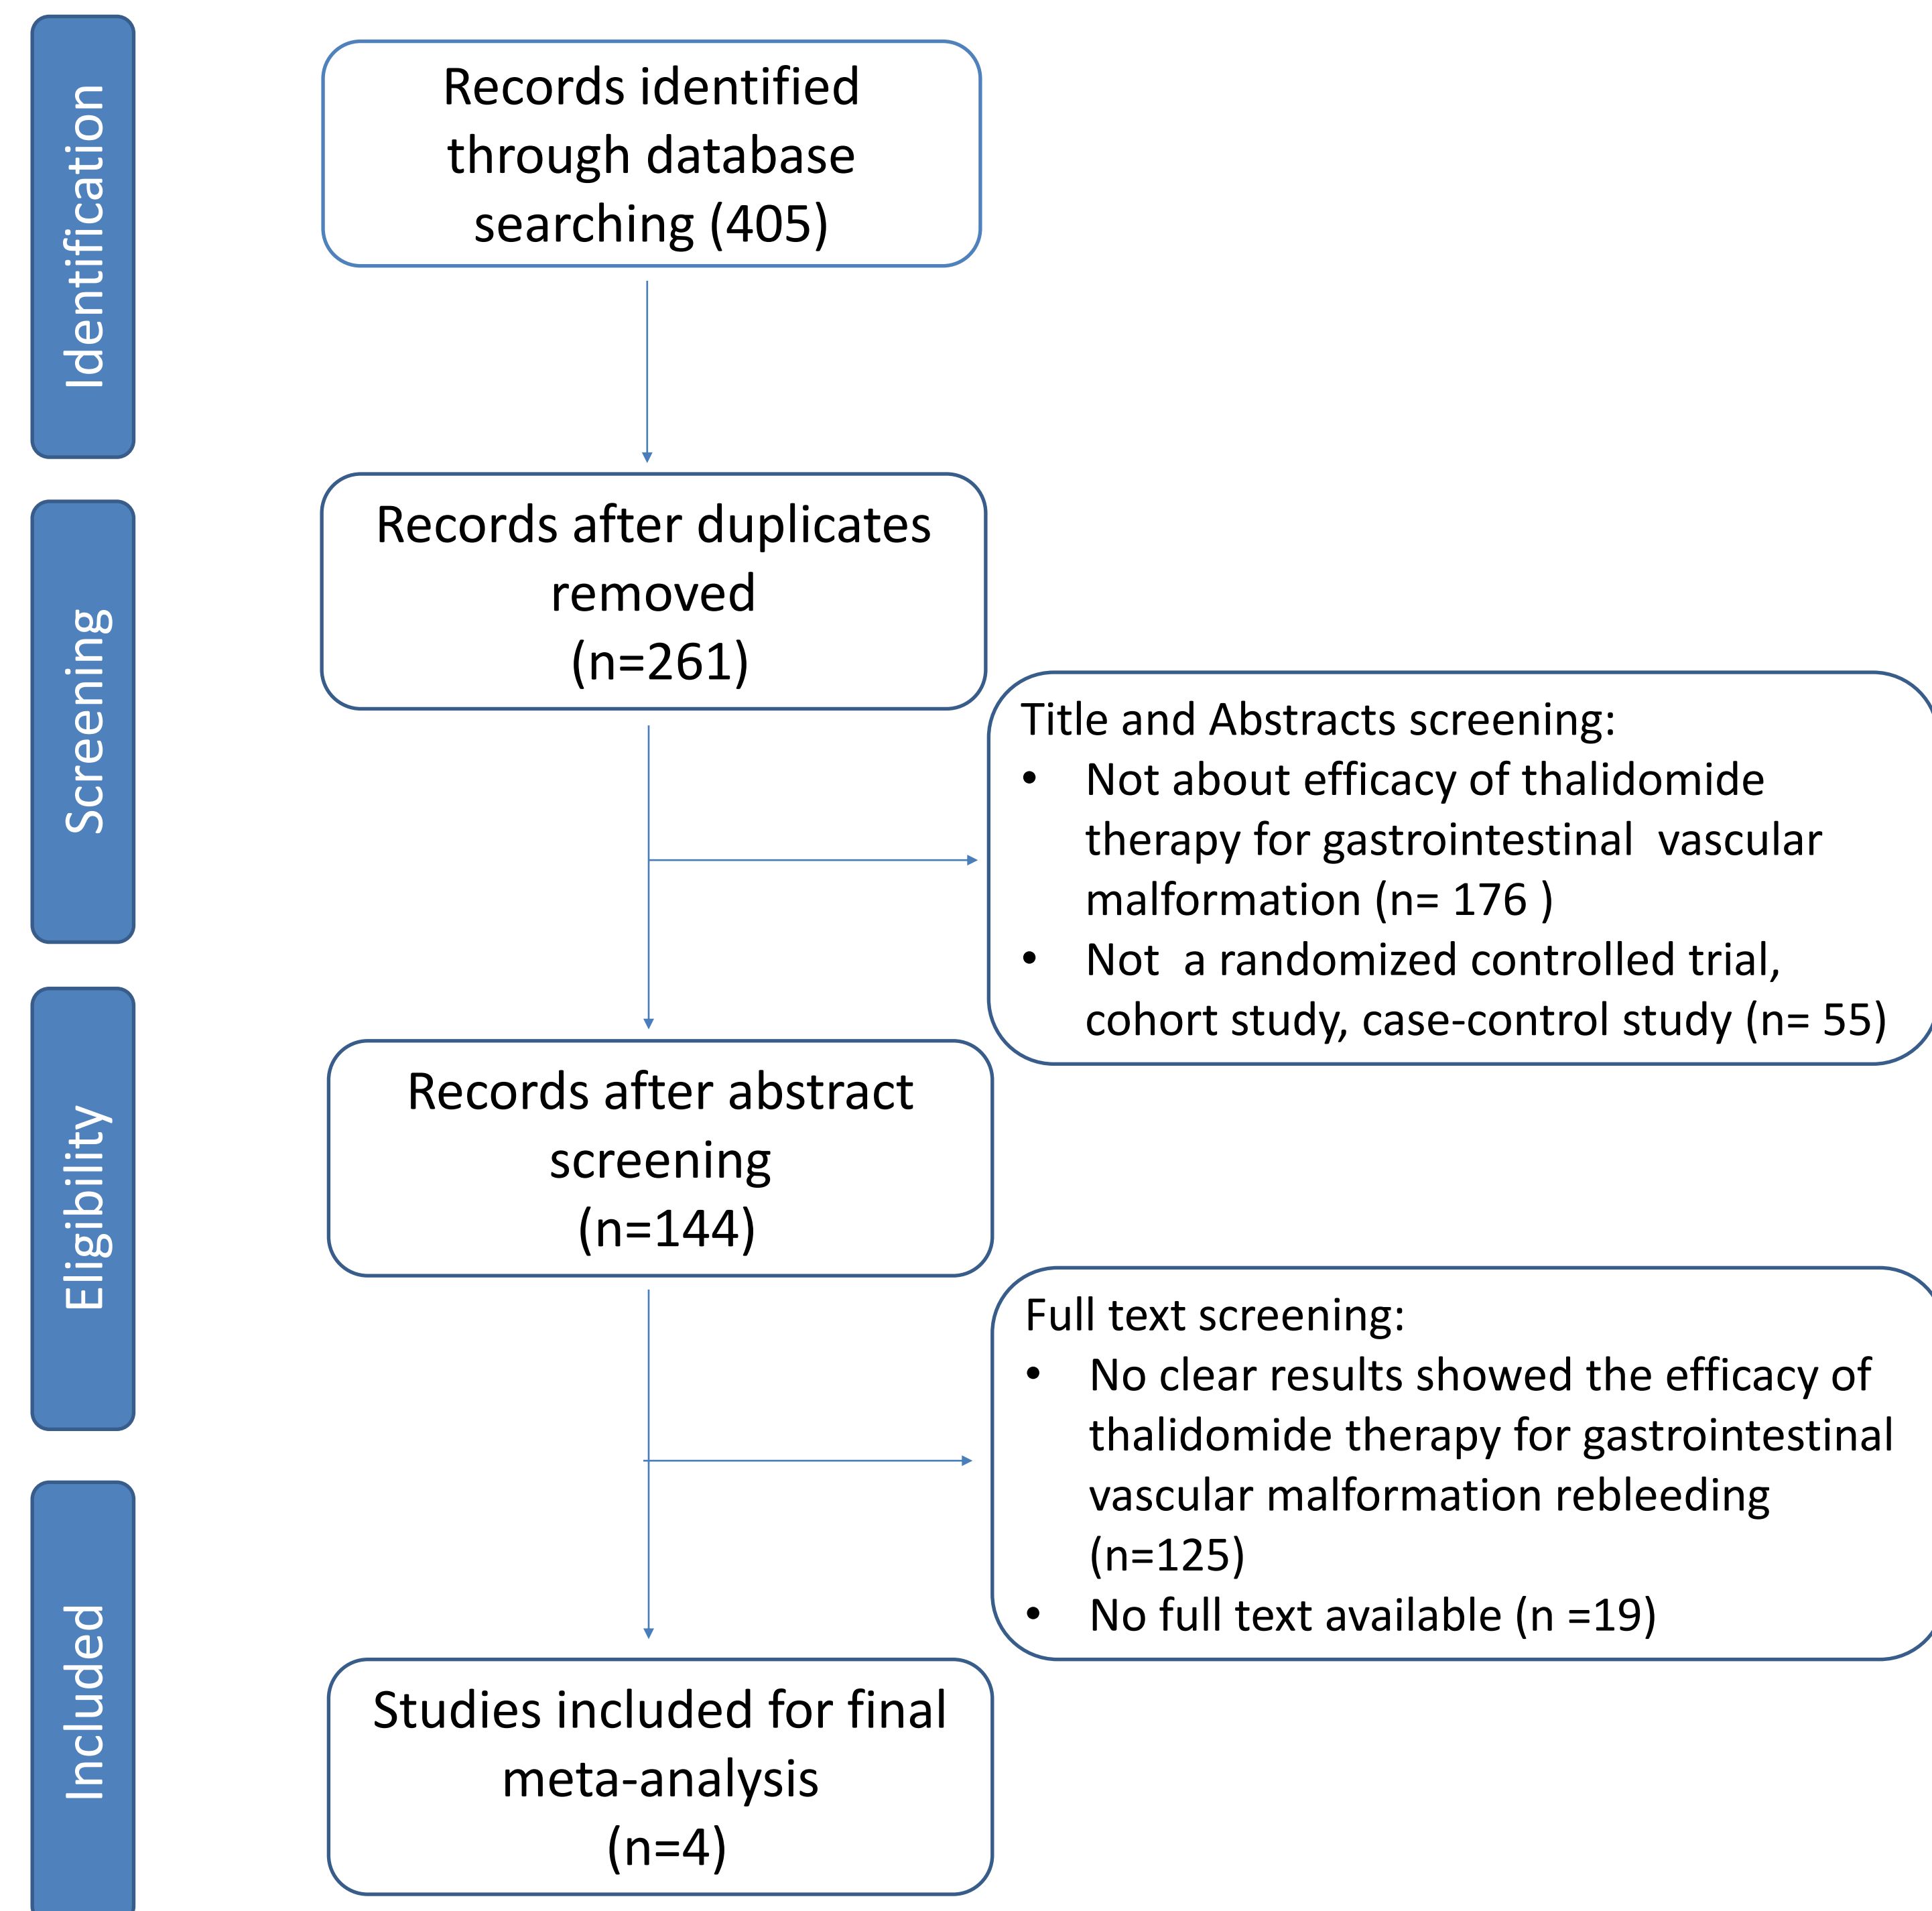 Identification
Records identified
through database
searching (405)
Screening
Records after duplicates
removed
(n=261)
Title and Abstracts screening:
• Not about efficacy of thalidomide
therapy for gastrointestinal  vascular
malformation (n= 176 )
• Not  a randomized controlled trial,
cohort study, case-control study (n= 55)
Eligibility
Records after abstract
screening
(n=144)
Full text screening:
• No clear results showed the efficacy of
thalidomide therapy for gastrointestinal
vascular malformation rebleeding
(n=125)
• No full text available (n =19)
Included
Studies included for final
meta-analysis
(n=4)